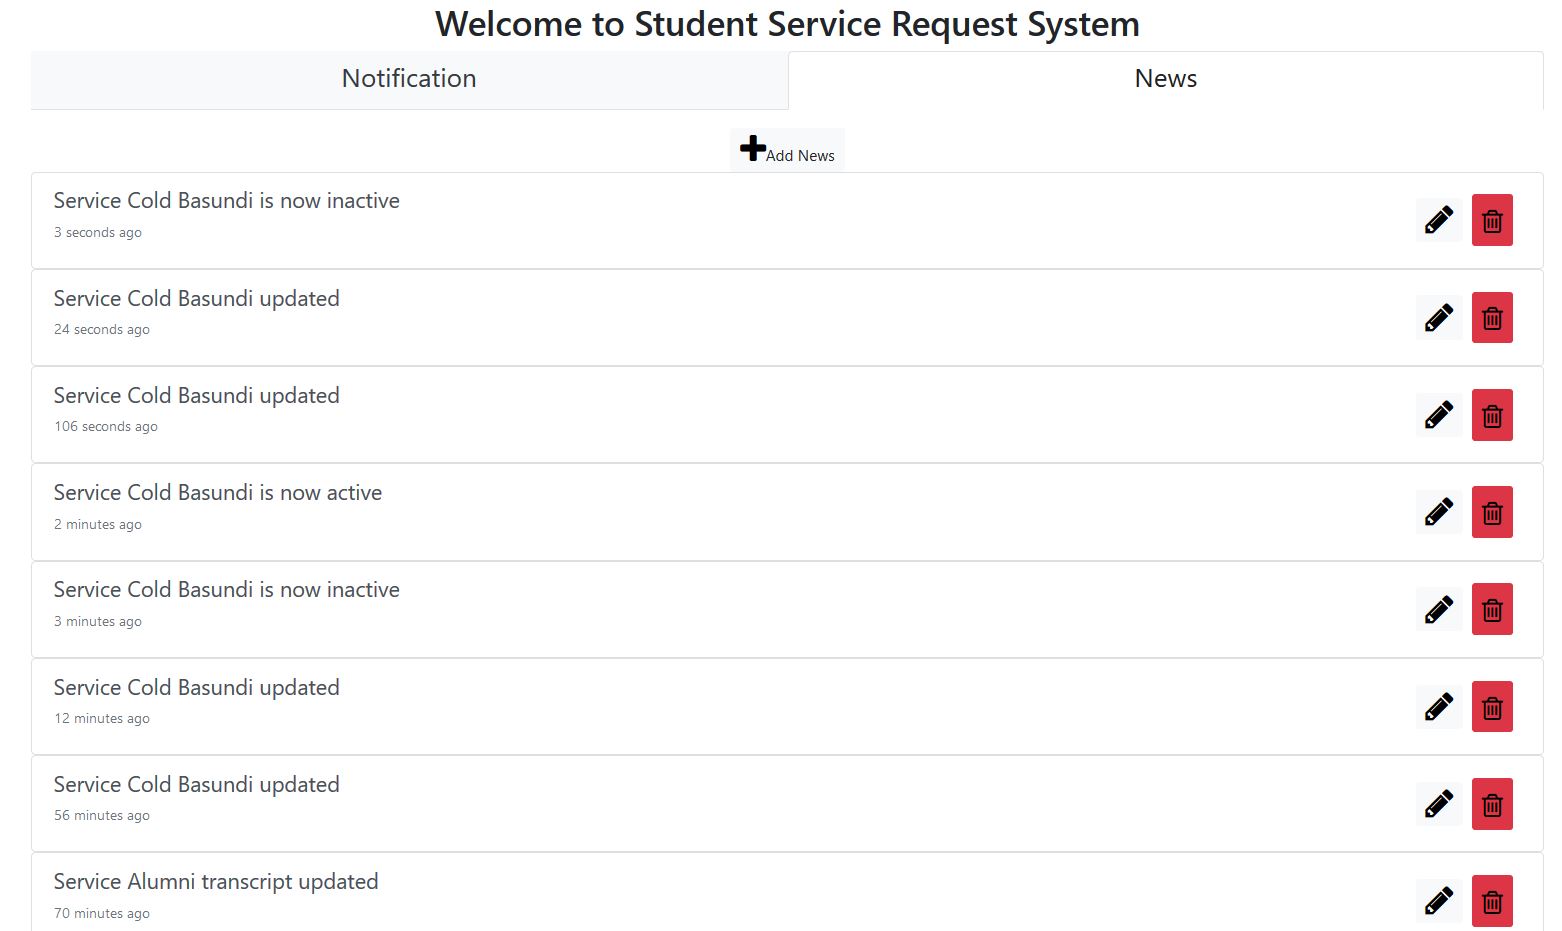 Welcome to Student Service Request System
Notification
News
Add News
Service Cold Basundi is now inactive
3 seconds ago
Service Cold Basundi updated
24 seconds ago
Service Cold Basundi updated
106 seconds ago
Service Cold Basundi is now active
2 minutes ago
Service Cold Basundi is now inactive
3 minutes ago
Service Cold Basundi updated
12 minutes ago
Service Cold Basundi updated
56 minutes ago
Service Alumni transcript updated
70 minutes ago